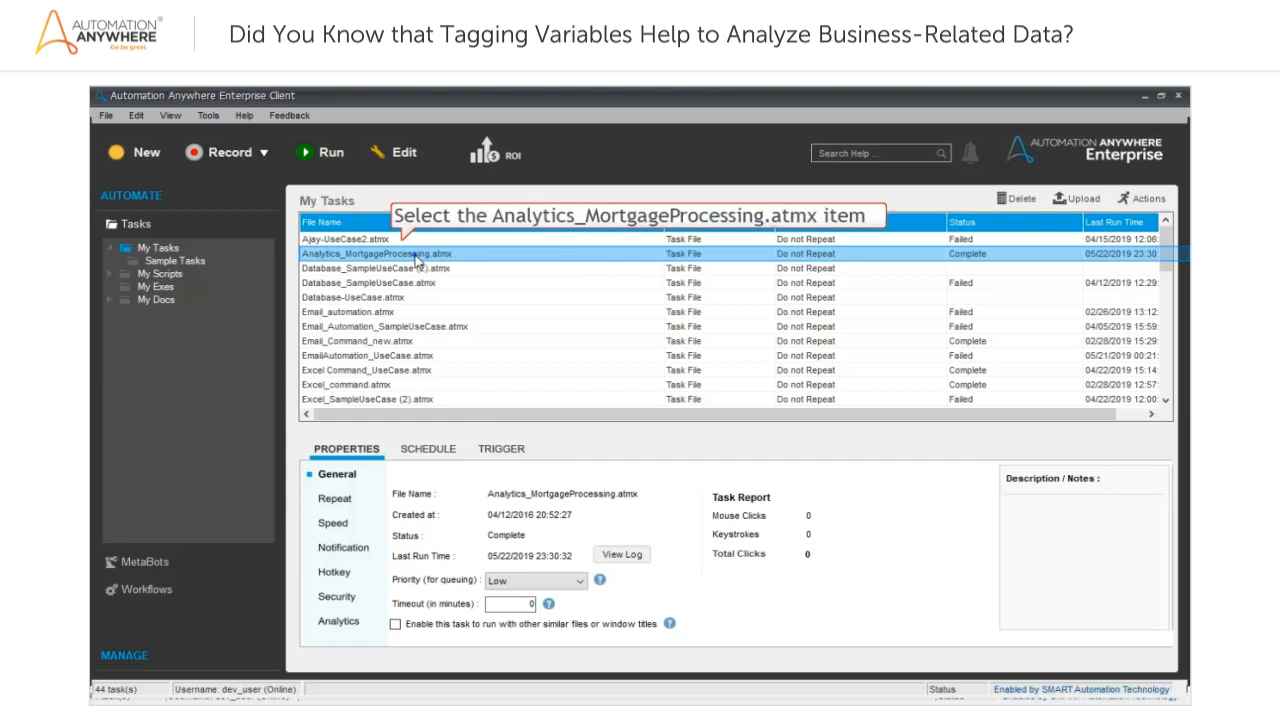 AUTOMATION ANYWHERE
Go be great.
Did You Know that Tagging Variables Help to Analyze Business-Related Data?
Automation Anywhere Enterprise Client
File Edit View Tools Help Feedback
New Record Run Edit ROI Search Help ... AUTOMATION ANYWHERE Enterprise
AUTOMATE
Tasks
My Tasks
Sample Tasks
My Scripts
My Exes
My Docs
MetaBots
Workflows
MANAGE
My Tasks Delete Upload Actions
Select the Analytics_MortgageProcessing.atmx item
File Name Status Last Run Time
Ajay-UseCase2.atmx Task File Do not Repeat Failed 04/15/2019 12:06:
Analytics_MortgageProcessing.atmx Task File Do not Repeat Complete 05/22/2019 23:30:
Database_SampleUseCase (2).atmx Task File Do not Repeat
Database_SampleUseCase.atmx Task File Do not Repeat Failed 04/12/2019 12:29:
Database-UseCase.atmx Task File Do not Repeat
Email_automation.atmx Task File Do not Repeat Failed 02/26/2019 13:12:
Email_Automation_SampleUseCase.atmx Task File Do not Repeat Failed 04/05/2019 15:59:
Email_Command_new.atmx Task File Do not Repeat Complete 02/28/2019 15:29:
EmailAutomation_UseCase.atmx Task File Do not Repeat Failed 05/21/2019 00:21:
Excel Command_UseCase.atmx Task File Do not Repeat Complete 04/22/2019 15:14:
Excel_command.atmx Task File Do not Repeat Complete 02/28/2019 12:57:
Excel_SampleUseCase (2).atmx Task File Do not Repeat Failed 04/22/2019 12:00:
PROPERTIES SCHEDULE TRIGGER
General
Repeat
Speed
Notification
Hotkey
Security
Analytics
File Name : Analytics_MortgageProcessing.atmx
Created at : 04/12/2016 20:52:27
Status : Complete
Last Run Time : 05/22/2019 23:30:32 View Log
Priority (for queuing) : Low ?
Timeout (in minutes) : 0 ?
Enable this task to run with other similar files or window titles ?
Task Report
Mouse Clicks 0
Keystrokes 0
Total Clicks 0
Description / Notes :
44 task(s) Username: dev_user (Online) Status Enabled by SMART Automation Technology